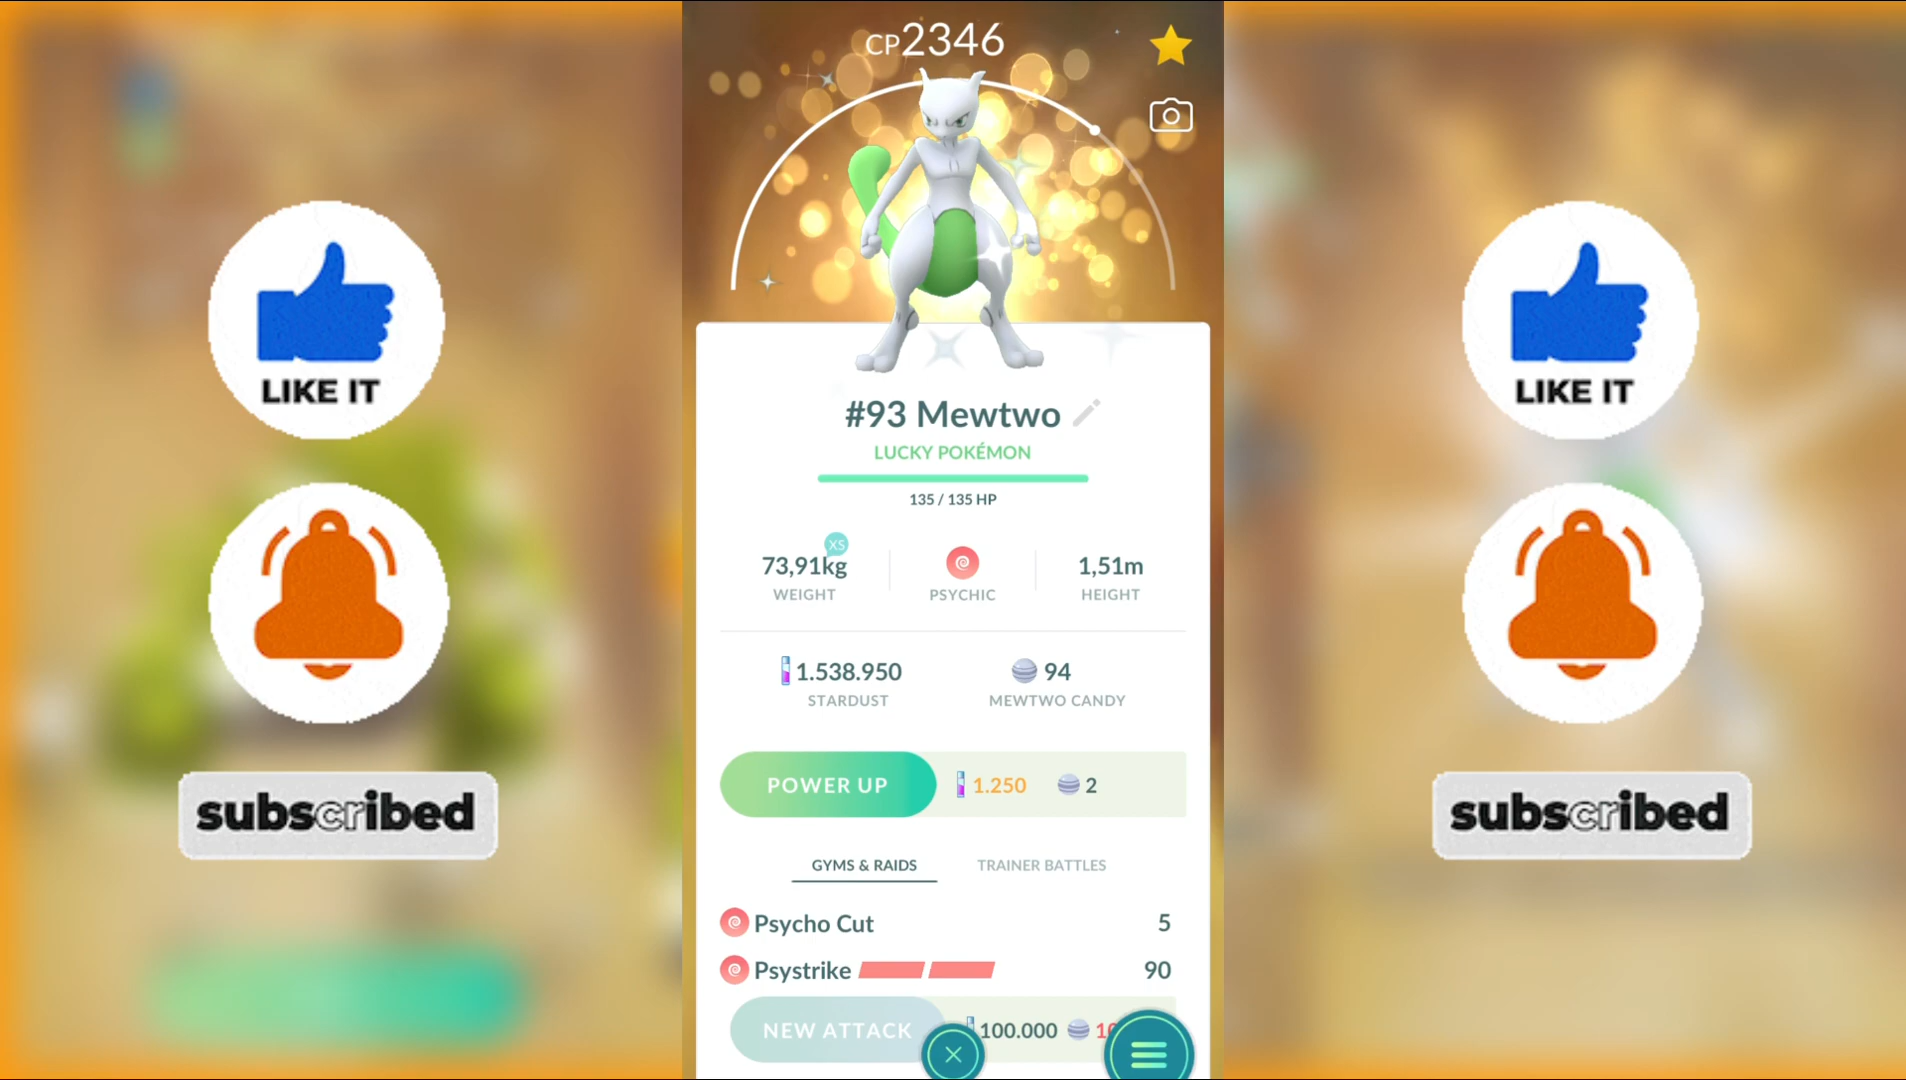 CP2346
LIKE IT
subscribed
#93 Mewtwo
LUCKY POKÉMON
135 / 135 HP
XS
73,91kg
WEIGHT
PSYCHIC
1,51m
HEIGHT
1.538.950
STARDUST
94
MEWTWO CANDY
POWER UP 1.250 2
GYMS & RAIDS TRAINER BATTLES
Psycho Cut 5
Psystrike 90
NEW ATTACK 100.000
LIKE IT
subscribed